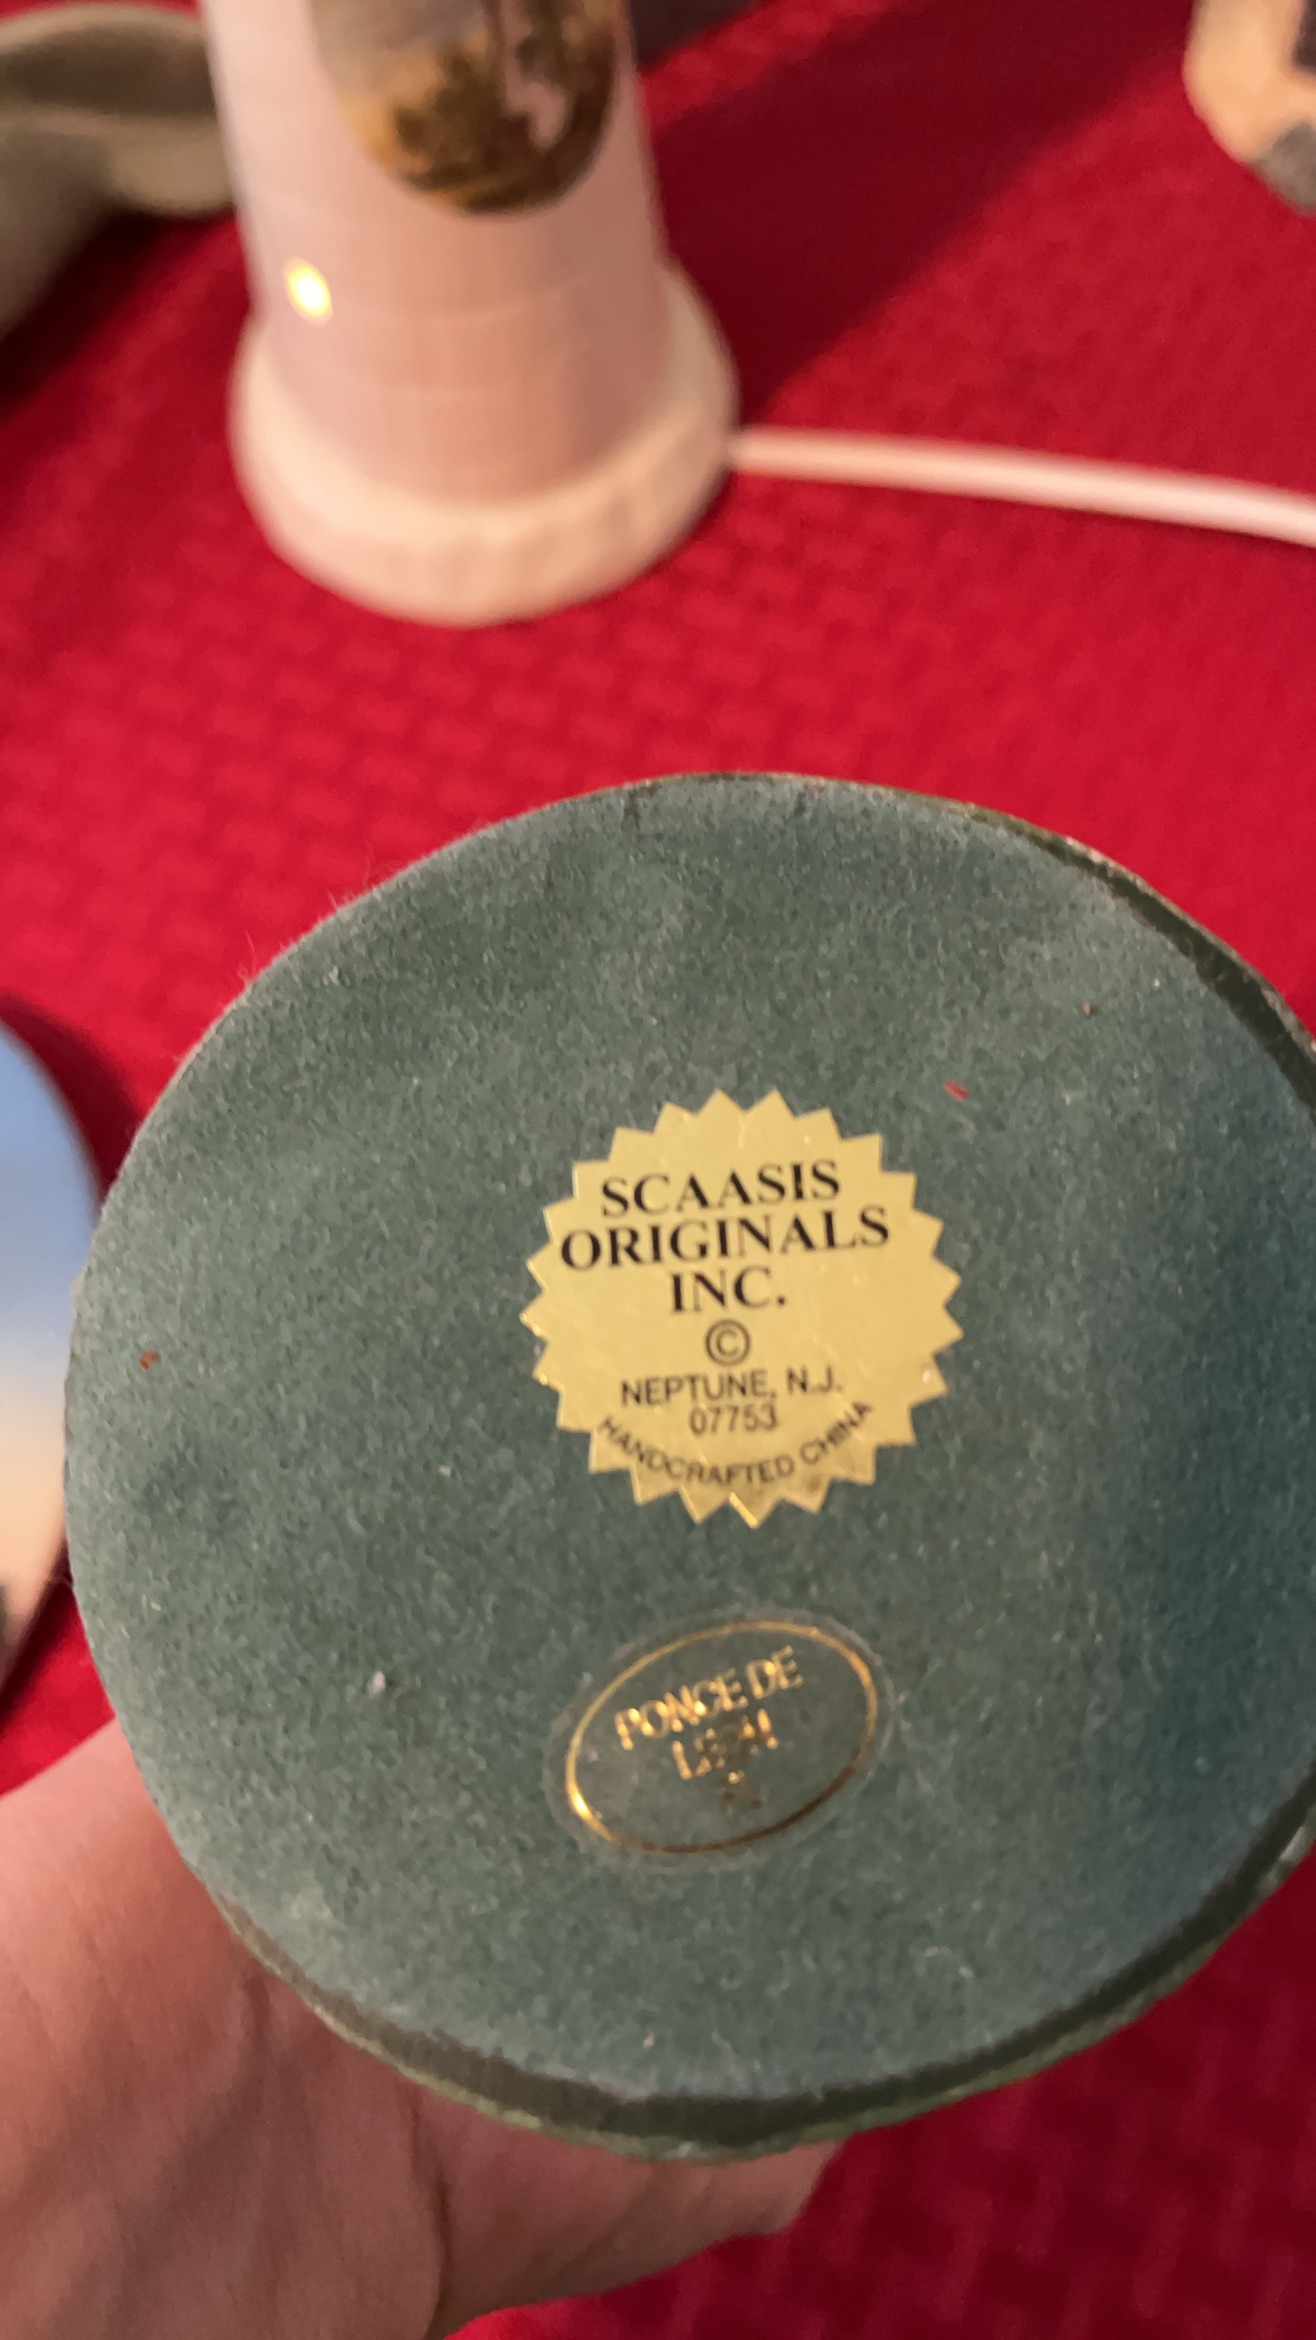 SCAASIS
ORIGINALS
INC.
©
NEPTUNE, N.J.
07753
HANDCRAFTED CHINA
PONCE DE